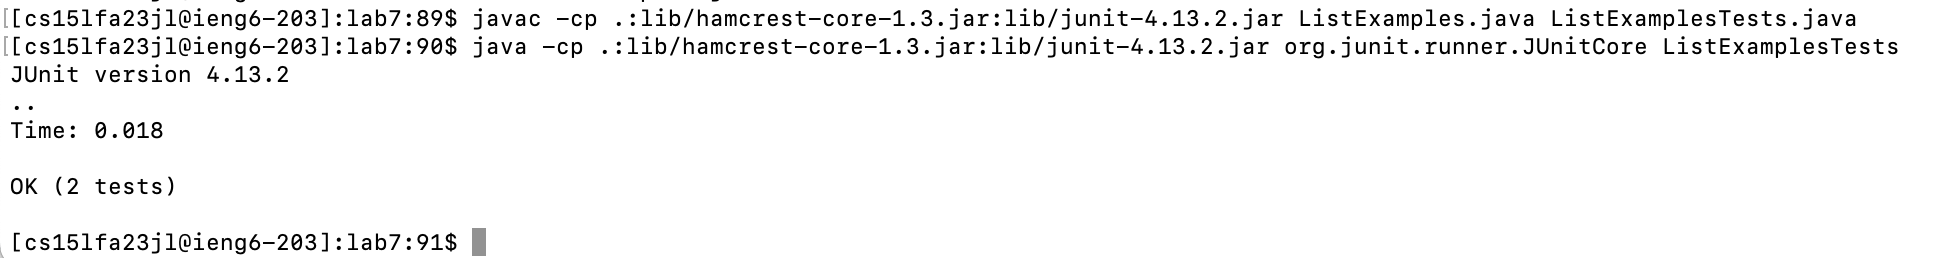 [cs15lfa23jl@ieng6-203]:lab7:89$ javac -cp .:lib/hamcrest-core-1.3.jar:lib/junit-4.13.2.jar ListExamples.java ListExamplesTests.java
[cs15lfa23jl@ieng6-203]:lab7:90$ java -cp .:lib/hamcrest-core-1.3.jar:lib/junit-4.13.2.jar org.junit.runner.JUnitCore ListExamplesTests
JUnit version 4.13.2
..
Time: 0.018
OK (2 tests)
[cs15lfa23jl@ieng6-203]:lab7:91$